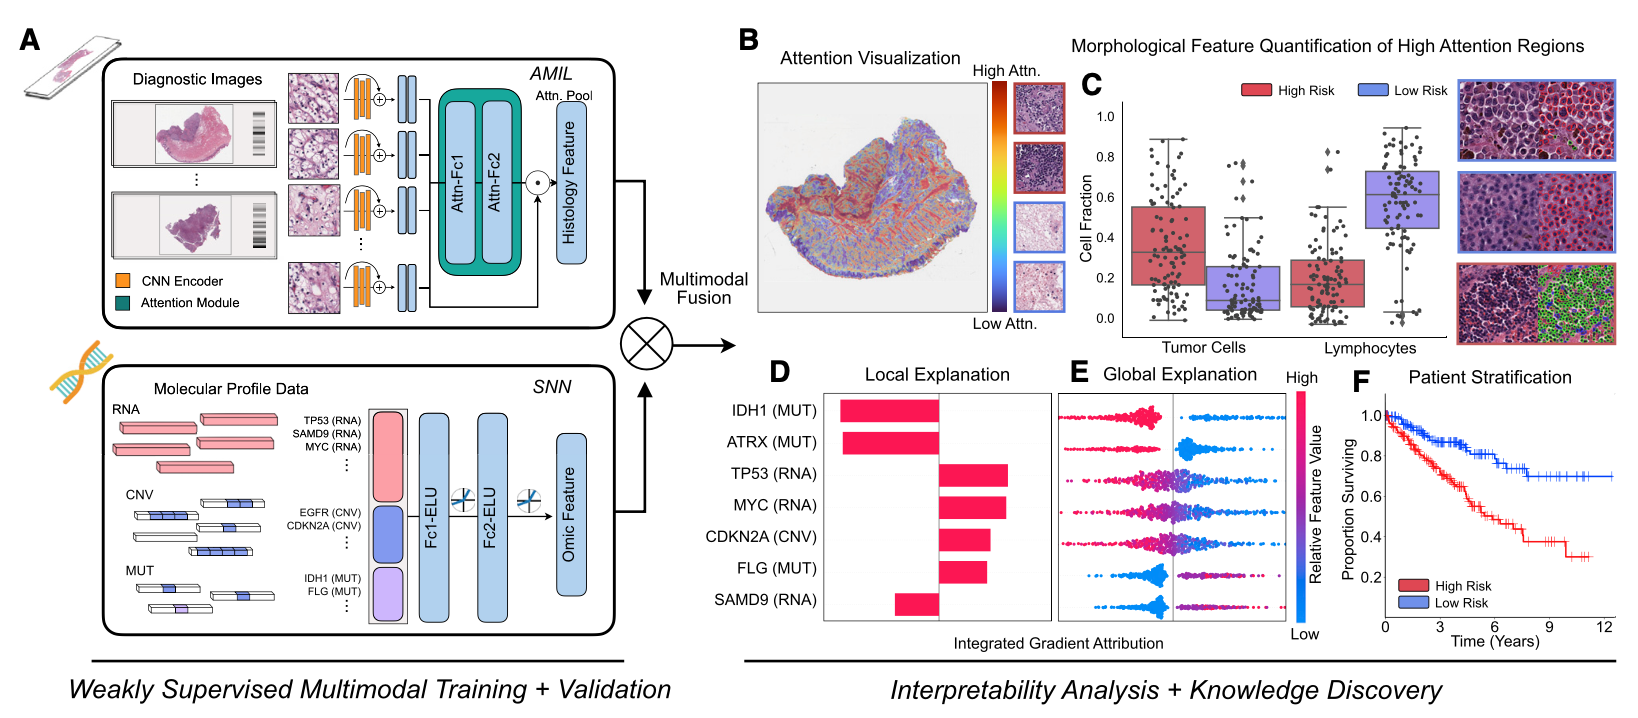 A
Diagnostic Images
AMIL
Attn. Pool
Attn-Fc1
Attn-Fc2
Histology Feature
CNN Encoder
Attention Module
Molecular Profile Data
SNN
RNA
TP53 (RNA)
SAMD9 (RNA)
MYC (RNA)
CNV
EGFR (CNV)
CDKN2A (CNV)
MUT
IDH1 (MUT)
FLG (MUT)
Fc1-ELU
Fc2-ELU
Omic Feature
Multimodal
Fusion
Weakly Supervised Multimodal Training + Validation
B
Attention Visualization
High Attn.
Low Attn.
Morphological Feature Quantification of High Attention Regions
C
High Risk
Low Risk
Cell Fraction
1.0
0.8
0.6
0.4
0.2
0.0
Tumor Cells
Lymphocytes
D
Local Explanation
IDH1 (MUT)
ATRX (MUT)
TP53 (RNA)
MYC (RNA)
CDKN2A (CNV)
FLG (MUT)
SAMD9 (RNA)
E
Global Explanation
High
Relative Feature Value
Low
Integrated Gradient Attribution
F
Patient Stratification
Proportion Surviving
1.0
0.8
0.6
0.4
0.2
High Risk
Low Risk
0 3 6 9 12
Time (Years)
Interpretability Analysis + Knowledge Discovery